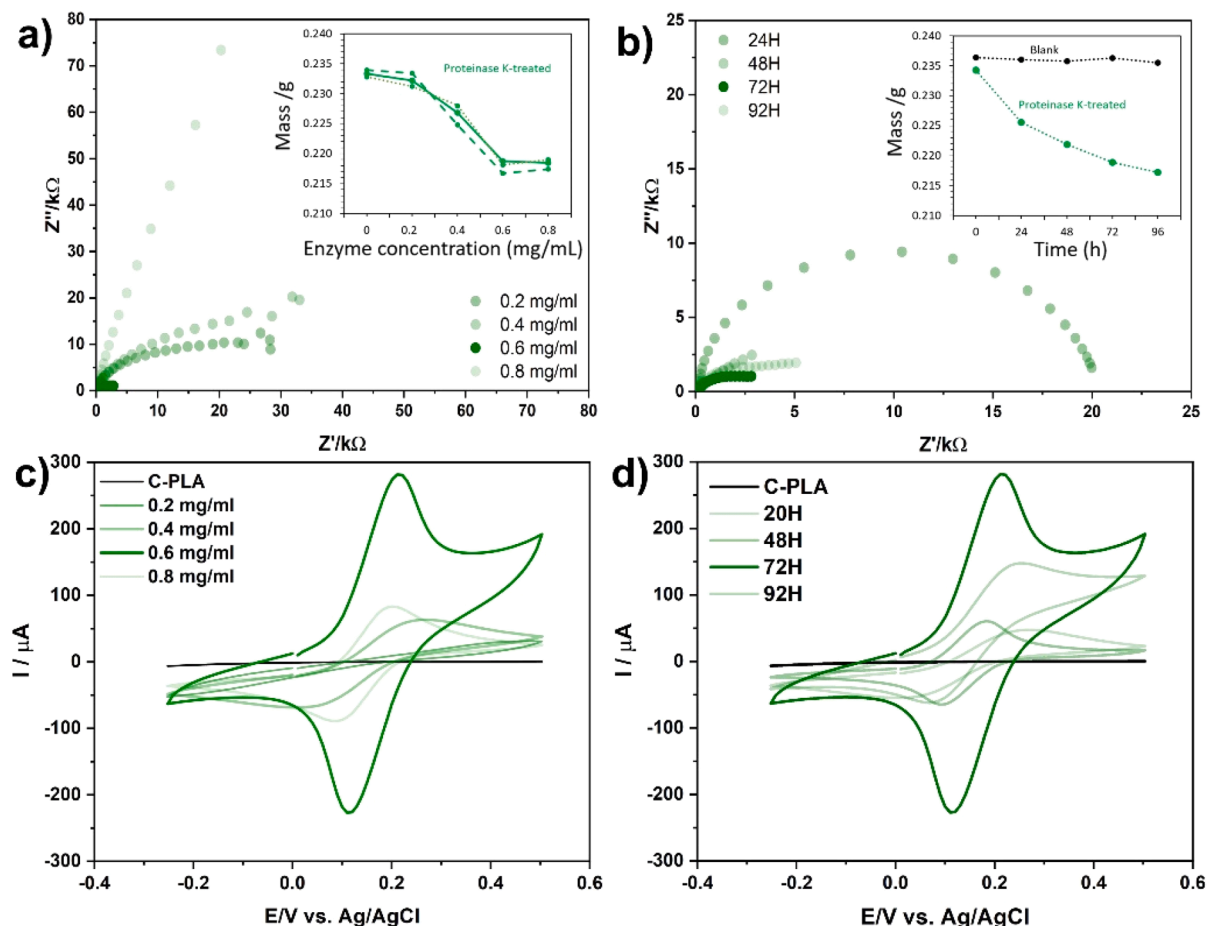 a)
80
70
60
50
40
30
20
10
0
Z''/kΩ
0 10 20 30 40 50 60 70 80
Z'/kΩ
0.240
0.235
0.230
0.225
0.220
0.215
0.210
Mass /g
Proteinase K-treated
0 0.2 0.4 0.6 0.8
Enzyme concentration (mg/mL)
0.2 mg/ml
0.4 mg/ml
0.6 mg/ml
0.8 mg/ml
b)
25
20
15
10
5
0
Z''/kΩ
0 5 10 15 20 25
Z'/kΩ
24H
48H
72H
92H
0.240
0.235
0.230
0.225
0.220
0.215
0.210
Mass /g
Blank
Proteinase K-treated
0 24 48 72 96
Time (h)
c)
300
200
100
0
-100
-200
-300
I / µA
C-PLA
0.2 mg/ml
0.4 mg/ml
0.6 mg/ml
0.8 mg/ml
-0.4 -0.2 0.0 0.2 0.4 0.6
E/V vs. Ag/AgCl
d)
300
200
100
0
-100
-200
-300
I / µA
C-PLA
20H
48H
72H
92H
-0.4 -0.2 0.0 0.2 0.4 0.6
E/V vs. Ag/AgCl